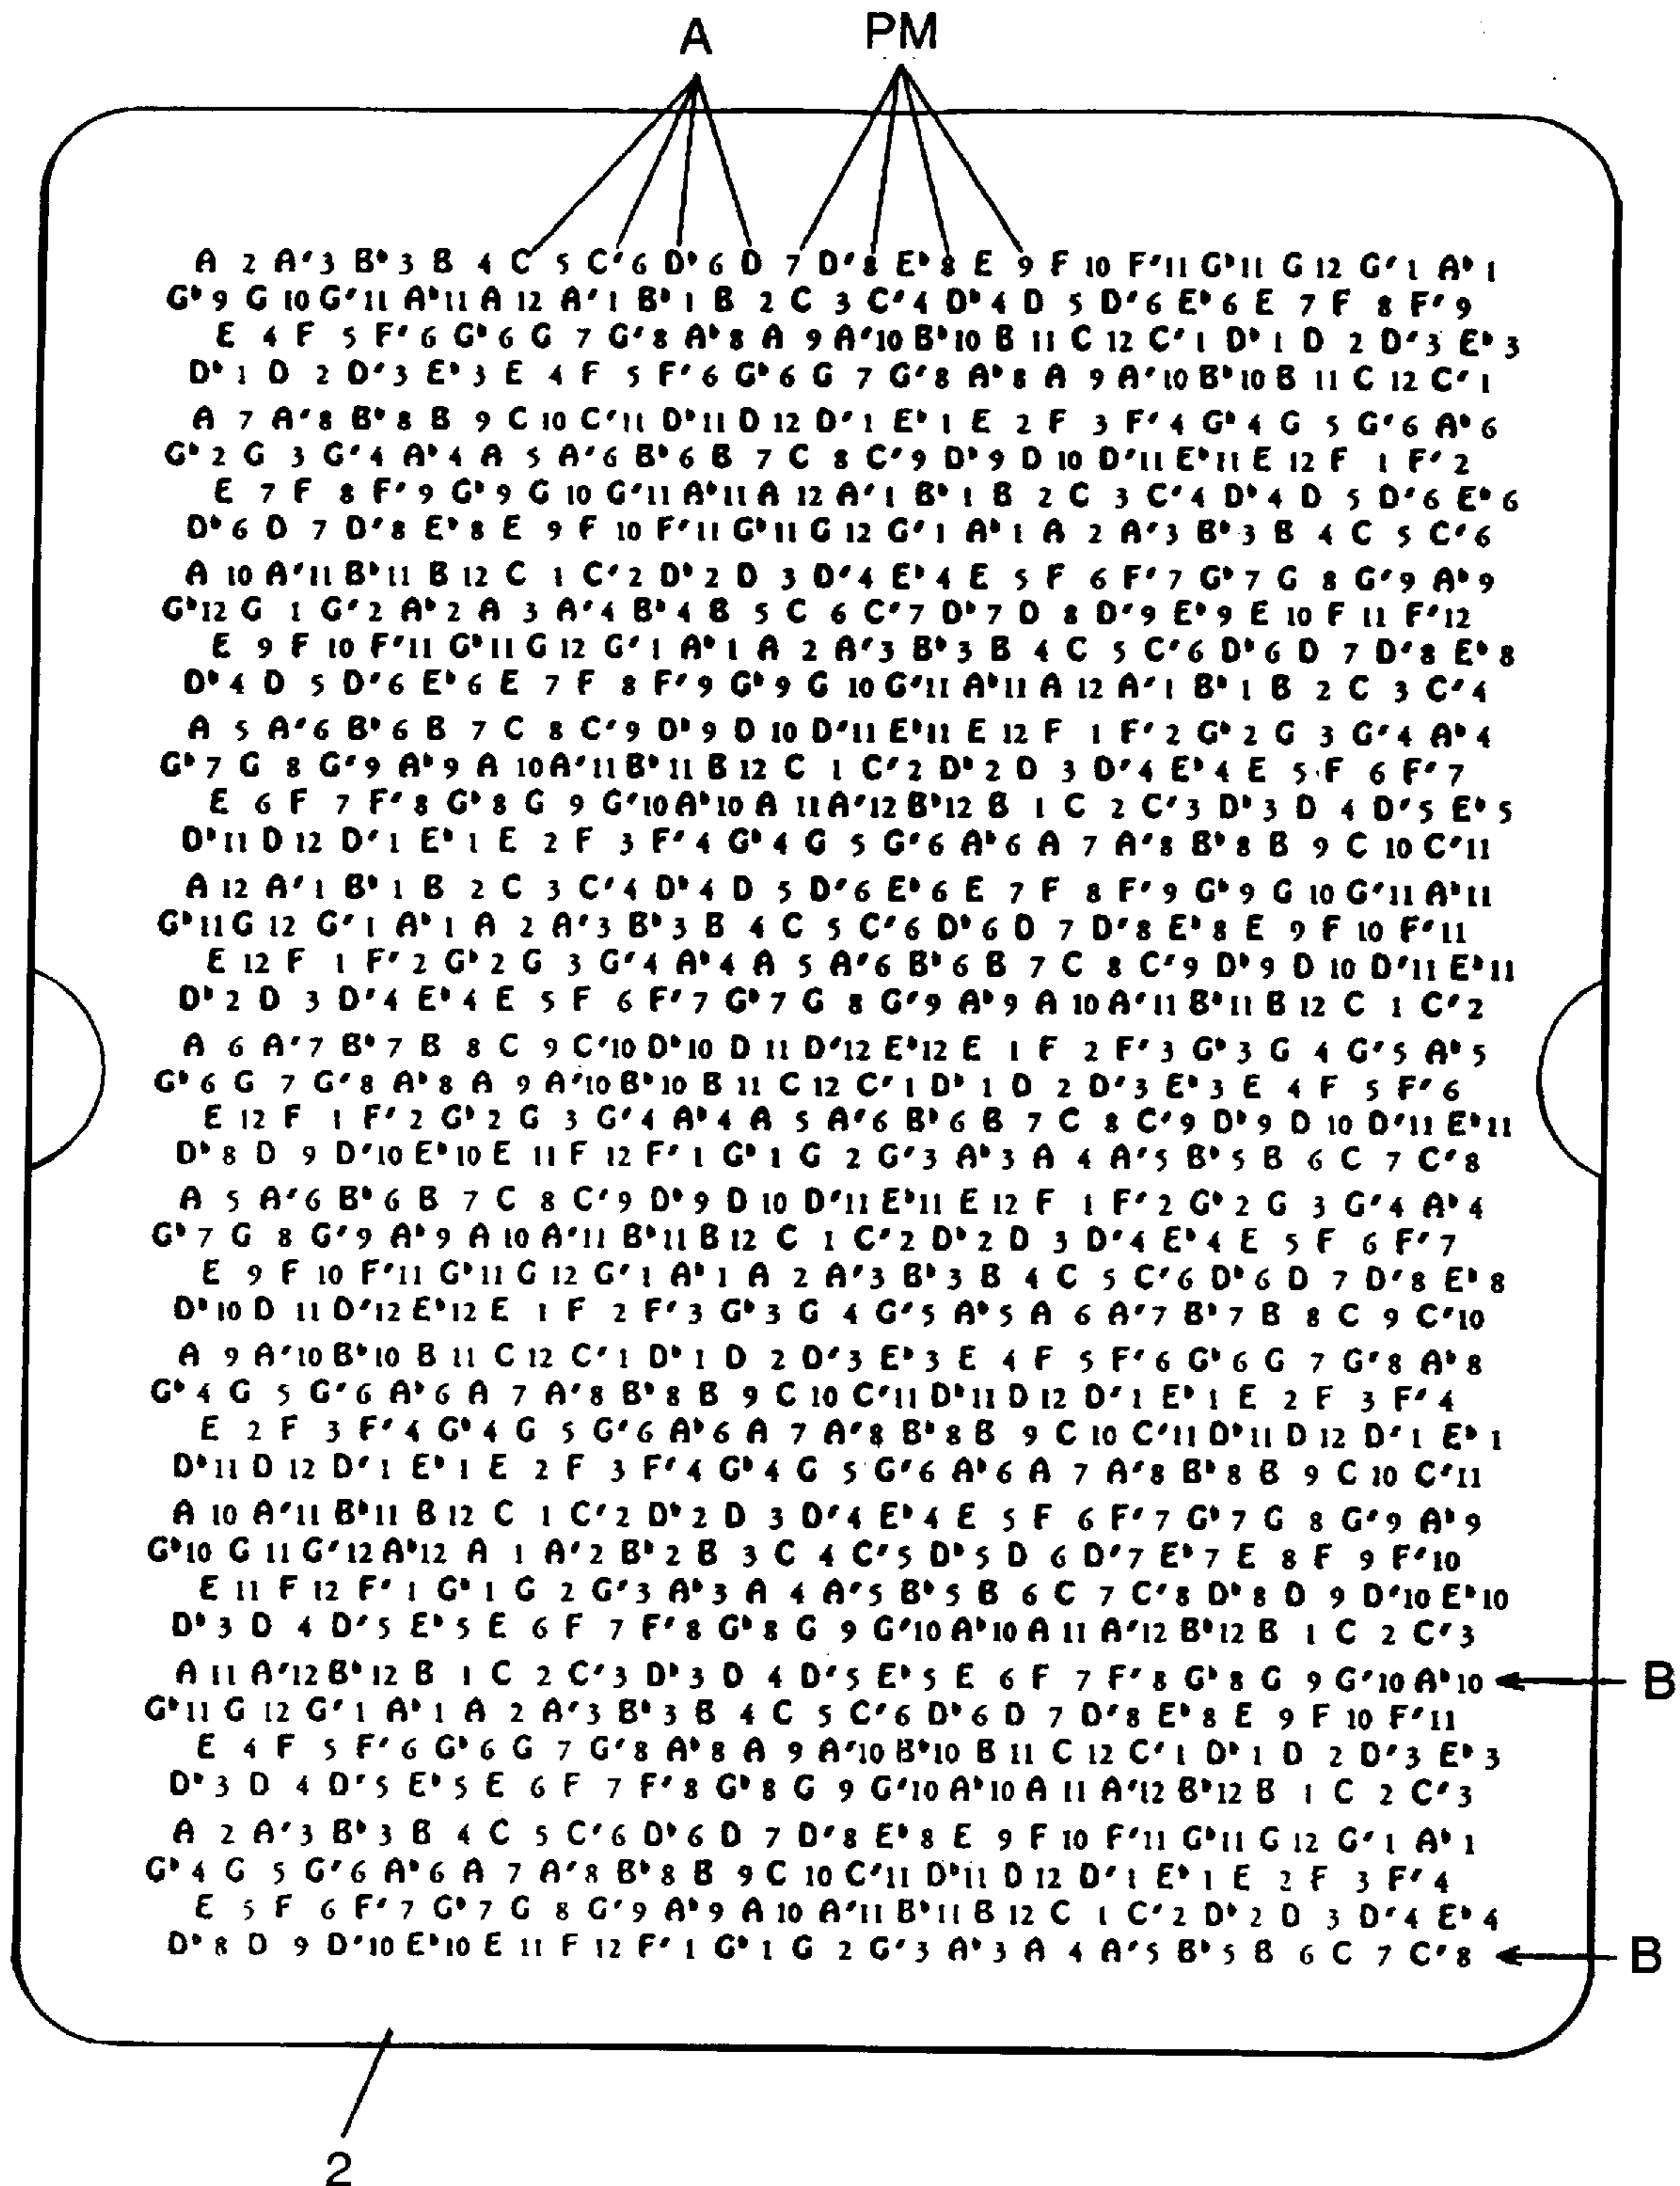 A PM
A 2 A' 3 B♭ 3 B 4 C 5 C' 6 D♭ 6 D 7 D' 8 E♭ 8 E 9 F 10 F' 11 G♭ 11 G 12 G' 1 A♭ 1
G♭ 9 G 10 G' 11 A♭ 11 A 12 A' 1 B♭ 1 B 2 C 3 C' 4 D♭ 4 D 5 D' 6 E♭ 6 E 7 F 8 F' 9
E 4 F 5 F' 6 G♭ 6 G 7 G' 8 A♭ 8 A 9 A' 10 B♭ 10 B 11 C 12 C' 1 D♭ 1 D 2 D' 3 E♭ 3
D♭ 1 D 2 D' 3 E♭ 3 E 4 F 5 F' 6 G♭ 6 G 7 G' 8 A♭ 8 A 9 A' 10 B♭ 10 B 11 C 12 C' 1
A 7 A' 8 B♭ 8 B 9 C 10 C' 11 D♭ 11 D 12 D' 1 E♭ 1 E 2 F 3 F' 4 G♭ 4 G 5 G' 6 A♭ 6
G♭ 2 G 3 G' 4 A♭ 4 A 5 A' 6 B♭ 6 B 7 C 8 C' 9 D♭ 9 D 10 D' 11 E♭ 11 E 12 F 1 F' 2
E 7 F 8 F' 9 G♭ 9 G 10 G' 11 A♭ 11 A 12 A' 1 B♭ 1 B 2 C 3 C' 4 D♭ 4 D 5 D' 6 E♭ 6
D♭ 6 D 7 D' 8 E♭ 8 E 9 F 10 F' 11 G♭ 11 G 12 G' 1 A♭ 1 A 2 A' 3 B♭ 3 B 4 C 5 C' 6
A 10 A' 11 B♭ 11 B 12 C 1 C' 2 D♭ 2 D 3 D' 4 E♭ 4 E 5 F 6 F' 7 G♭ 7 G 8 G' 9 A♭ 9
G♭ 12 G 1 G' 2 A♭ 2 A 3 A' 4 B♭ 4 B 5 C 6 C' 7 D♭ 7 D 8 D' 9 E♭ 9 E 10 F 11 F' 12
E 9 F 10 F' 11 G♭ 11 G 12 G' 1 A♭ 1 A 2 A' 3 B♭ 3 B 4 C 5 C' 6 D♭ 6 D 7 D' 8 E♭ 8
D♭ 4 D 5 D' 6 E♭ 6 E 7 F 8 F' 9 G♭ 9 G 10 G' 11 A♭ 11 A 12 A' 1 B♭ 1 B 2 C 3 C' 4
A 5 A' 6 B♭ 6 B 7 C 8 C' 9 D♭ 9 D 10 D' 11 E♭ 11 E 12 F 1 F' 2 G♭ 2 G 3 G' 4 A♭ 4
G♭ 7 G 8 G' 9 A♭ 9 A 10 A' 11 B♭ 11 B 12 C 1 C' 2 D♭ 2 D 3 D' 4 E♭ 4 E 5 F 6 F' 7
E 6 F 7 F' 8 G♭ 8 G 9 G' 10 A♭ 10 A 11 A' 12 B♭ 12 B 1 C 2 C' 3 D♭ 3 D 4 D' 5 E♭ 5
D♭ 11 D 12 D' 1 E♭ 1 E 2 F 3 F' 4 G♭ 4 G 5 G' 6 A♭ 6 A 7 A' 8 B♭ 8 B 9 C 10 C' 11
A 12 A' 1 B♭ 1 B 2 C 3 C' 4 D♭ 4 D 5 D' 6 E♭ 6 E 7 F 8 F' 9 G♭ 9 G 10 G' 11 A♭ 11
G♭ 11 G 12 G' 1 A♭ 1 A 2 A' 3 B♭ 3 B 4 C 5 C' 6 D♭ 6 D 7 D' 8 E♭ 8 E 9 F 10 F' 11
E 12 F 1 F' 2 G♭ 2 G 3 G' 4 A♭ 4 A 5 A' 6 B♭ 6 B 7 C 8 C' 9 D♭ 9 D 10 D' 11 E♭ 11
D♭ 2 D 3 D' 4 E♭ 4 E 5 F 6 F' 7 G♭ 7 G 8 G' 9 A♭ 9 A 10 A' 11 B♭ 11 B 12 C 1 C' 2
A 6 A' 7 B♭ 7 B 8 C 9 C' 10 D♭ 10 D 11 D' 12 E♭ 12 E 1 F 2 F' 3 G♭ 3 G 4 G' 5 A♭ 5
G♭ 6 G 7 G' 8 A♭ 8 A 9 A' 10 B♭ 10 B 11 C 12 C' 1 D♭ 1 D 2 D' 3 E♭ 3 E 4 F 5 F' 6
E 12 F 1 F' 2 G♭ 2 G 3 G' 4 A♭ 4 A 5 A' 6 B♭ 6 B 7 C 8 C' 9 D♭ 9 D 10 D' 11 E♭ 11
D♭ 8 D 9 D' 10 E♭ 10 E 11 F 12 F' 1 G♭ 1 G 2 G' 3 A♭ 3 A 4 A' 5 B♭ 5 B 6 C 7 C' 8
A 5 A' 6 B♭ 6 B 7 C 8 C' 9 D♭ 9 D 10 D' 11 E♭ 11 E 12 F 1 F' 2 G♭ 2 G 3 G' 4 A♭ 4
G♭ 7 G 8 G' 9 A♭ 9 A 10 A' 11 B♭ 11 B 12 C 1 C' 2 D♭ 2 D 3 D' 4 E♭ 4 E 5 F 6 F' 7
E 9 F 10 F' 11 G♭ 11 G 12 G' 1 A♭ 1 A 2 A' 3 B♭ 3 B 4 C 5 C' 6 D♭ 6 D 7 D' 8 E♭ 8
D♭ 10 D 11 D' 12 E♭ 12 E 1 F 2 F' 3 G♭ 3 G 4 G' 5 A♭ 5 A 6 A' 7 B♭ 7 B 8 C 9 C' 10
A 9 A' 10 B♭ 10 B 11 C 12 C' 1 D♭ 1 D 2 D' 3 E♭ 3 E 4 F 5 F' 6 G♭ 6 G 7 G' 8 A♭ 8
G♭ 4 G 5 G' 6 A♭ 6 A 7 A' 8 B♭ 8 B 9 C 10 C' 11 D♭ 11 D 12 D' 1 E♭ 1 E 2 F 3 F' 4
E 2 F 3 F' 4 G♭ 4 G 5 G' 6 A♭ 6 A 7 A' 8 B♭ 8 B 9 C 10 C' 11 D♭ 11 D 12 D' 1 E♭ 1
D♭ 11 D 12 D' 1 E♭ 1 E 2 F 3 F' 4 G♭ 4 G 5 G' 6 A♭ 6 A 7 A' 8 B♭ 8 B 9 C 10 C' 11
A 10 A' 11 B♭ 11 B 12 C 1 C' 2 D♭ 2 D 3 D' 4 E♭ 4 E 5 F 6 F' 7 G♭ 7 G 8 G' 9 A♭ 9
G♭ 10 G 11 G' 12 A♭ 12 A 1 A' 2 B♭ 2 B 3 C 4 C' 5 D♭ 5 D 6 D' 7 E♭ 7 E 8 F 9 F' 10
E 11 F 12 F' 1 G♭ 1 G 2 G' 3 A♭ 3 A 4 A' 5 B♭ 5 B 6 C 7 C' 8 D♭ 8 D 9 D' 10 E♭ 10
D♭ 3 D 4 D' 5 E♭ 5 E 6 F 7 F' 8 G♭ 8 G 9 G' 10 A♭ 10 A 11 A' 12 B♭ 12 B 1 C 2 C' 3
A 11 A' 12 B♭ 12 B 1 C 2 C' 3 D♭ 3 D 4 D' 5 E♭ 5 E 6 F 7 F' 8 G♭ 8 G 9 G' 10 A♭ 10 B
G♭ 11 G 12 G' 1 A♭ 1 A 2 A' 3 B♭ 3 B 4 C 5 C' 6 D♭ 6 D 7 D' 8 E♭ 8 E 9 F 10 F' 11
E 4 F 5 F' 6 G♭ 6 G 7 G' 8 A♭ 8 A 9 A' 10 B♭ 10 B 11 C 12 C' 1 D♭ 1 D 2 D' 3 E♭ 3
D♭ 3 D 4 D' 5 E♭ 5 E 6 F 7 F' 8 G♭ 8 G 9 G' 10 A♭ 10 A 11 A' 12 B♭ 12 B 1 C 2 C' 3
A 2 A' 3 B♭ 3 B 4 C 5 C' 6 D♭ 6 D 7 D' 8 E♭ 8 E 9 F 10 F' 11 G♭ 11 G 12 G' 1 A♭ 1
G♭ 4 G 5 G' 6 A♭ 6 A 7 A' 8 B♭ 8 B 9 C 10 C' 11 D♭ 11 D 12 D' 1 E♭ 1 E 2 F 3 F' 4
E 5 F 6 F' 7 G♭ 7 G 8 G' 9 A♭ 9 A 10 A' 11 B♭ 11 B 12 C 1 C' 2 D♭ 2 D 3 D' 4 E♭ 4
D♭ 8 D 9 D' 10 E♭ 10 E 11 F 12 F' 1 G♭ 1 G 2 G' 3 A♭ 3 A 4 A' 5 B♭ 5 B 6 C 7 C' 8 B
2